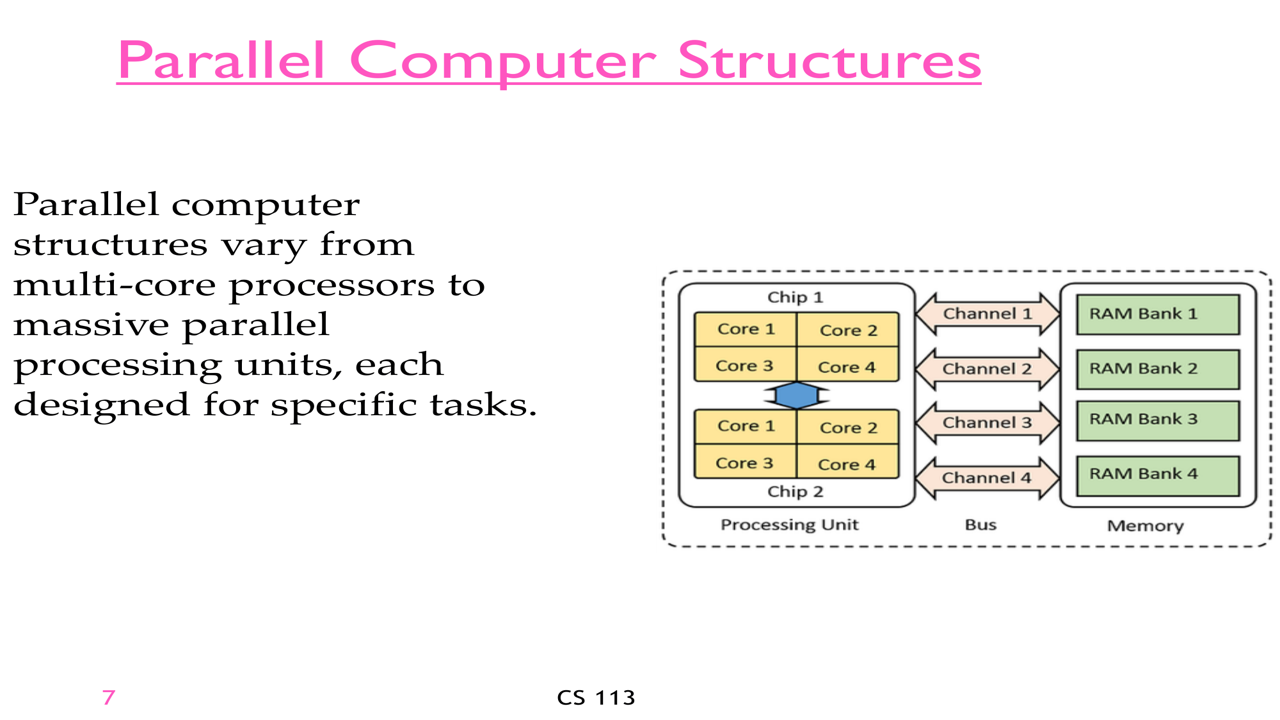 Parallel Computer Structures
Parallel computer
structures vary from
multi-core processors to
massive parallel
processing units, each
designed for specific tasks.
Chip 1
Core 1 Core 2
Core 3 Core 4
Core 1 Core 2
Core 3 Core 4
Chip 2
Processing Unit
Channel 1
Channel 2
Channel 3
Channel 4
Bus
RAM Bank 1
RAM Bank 2
RAM Bank 3
RAM Bank 4
Memory
7
CS 113